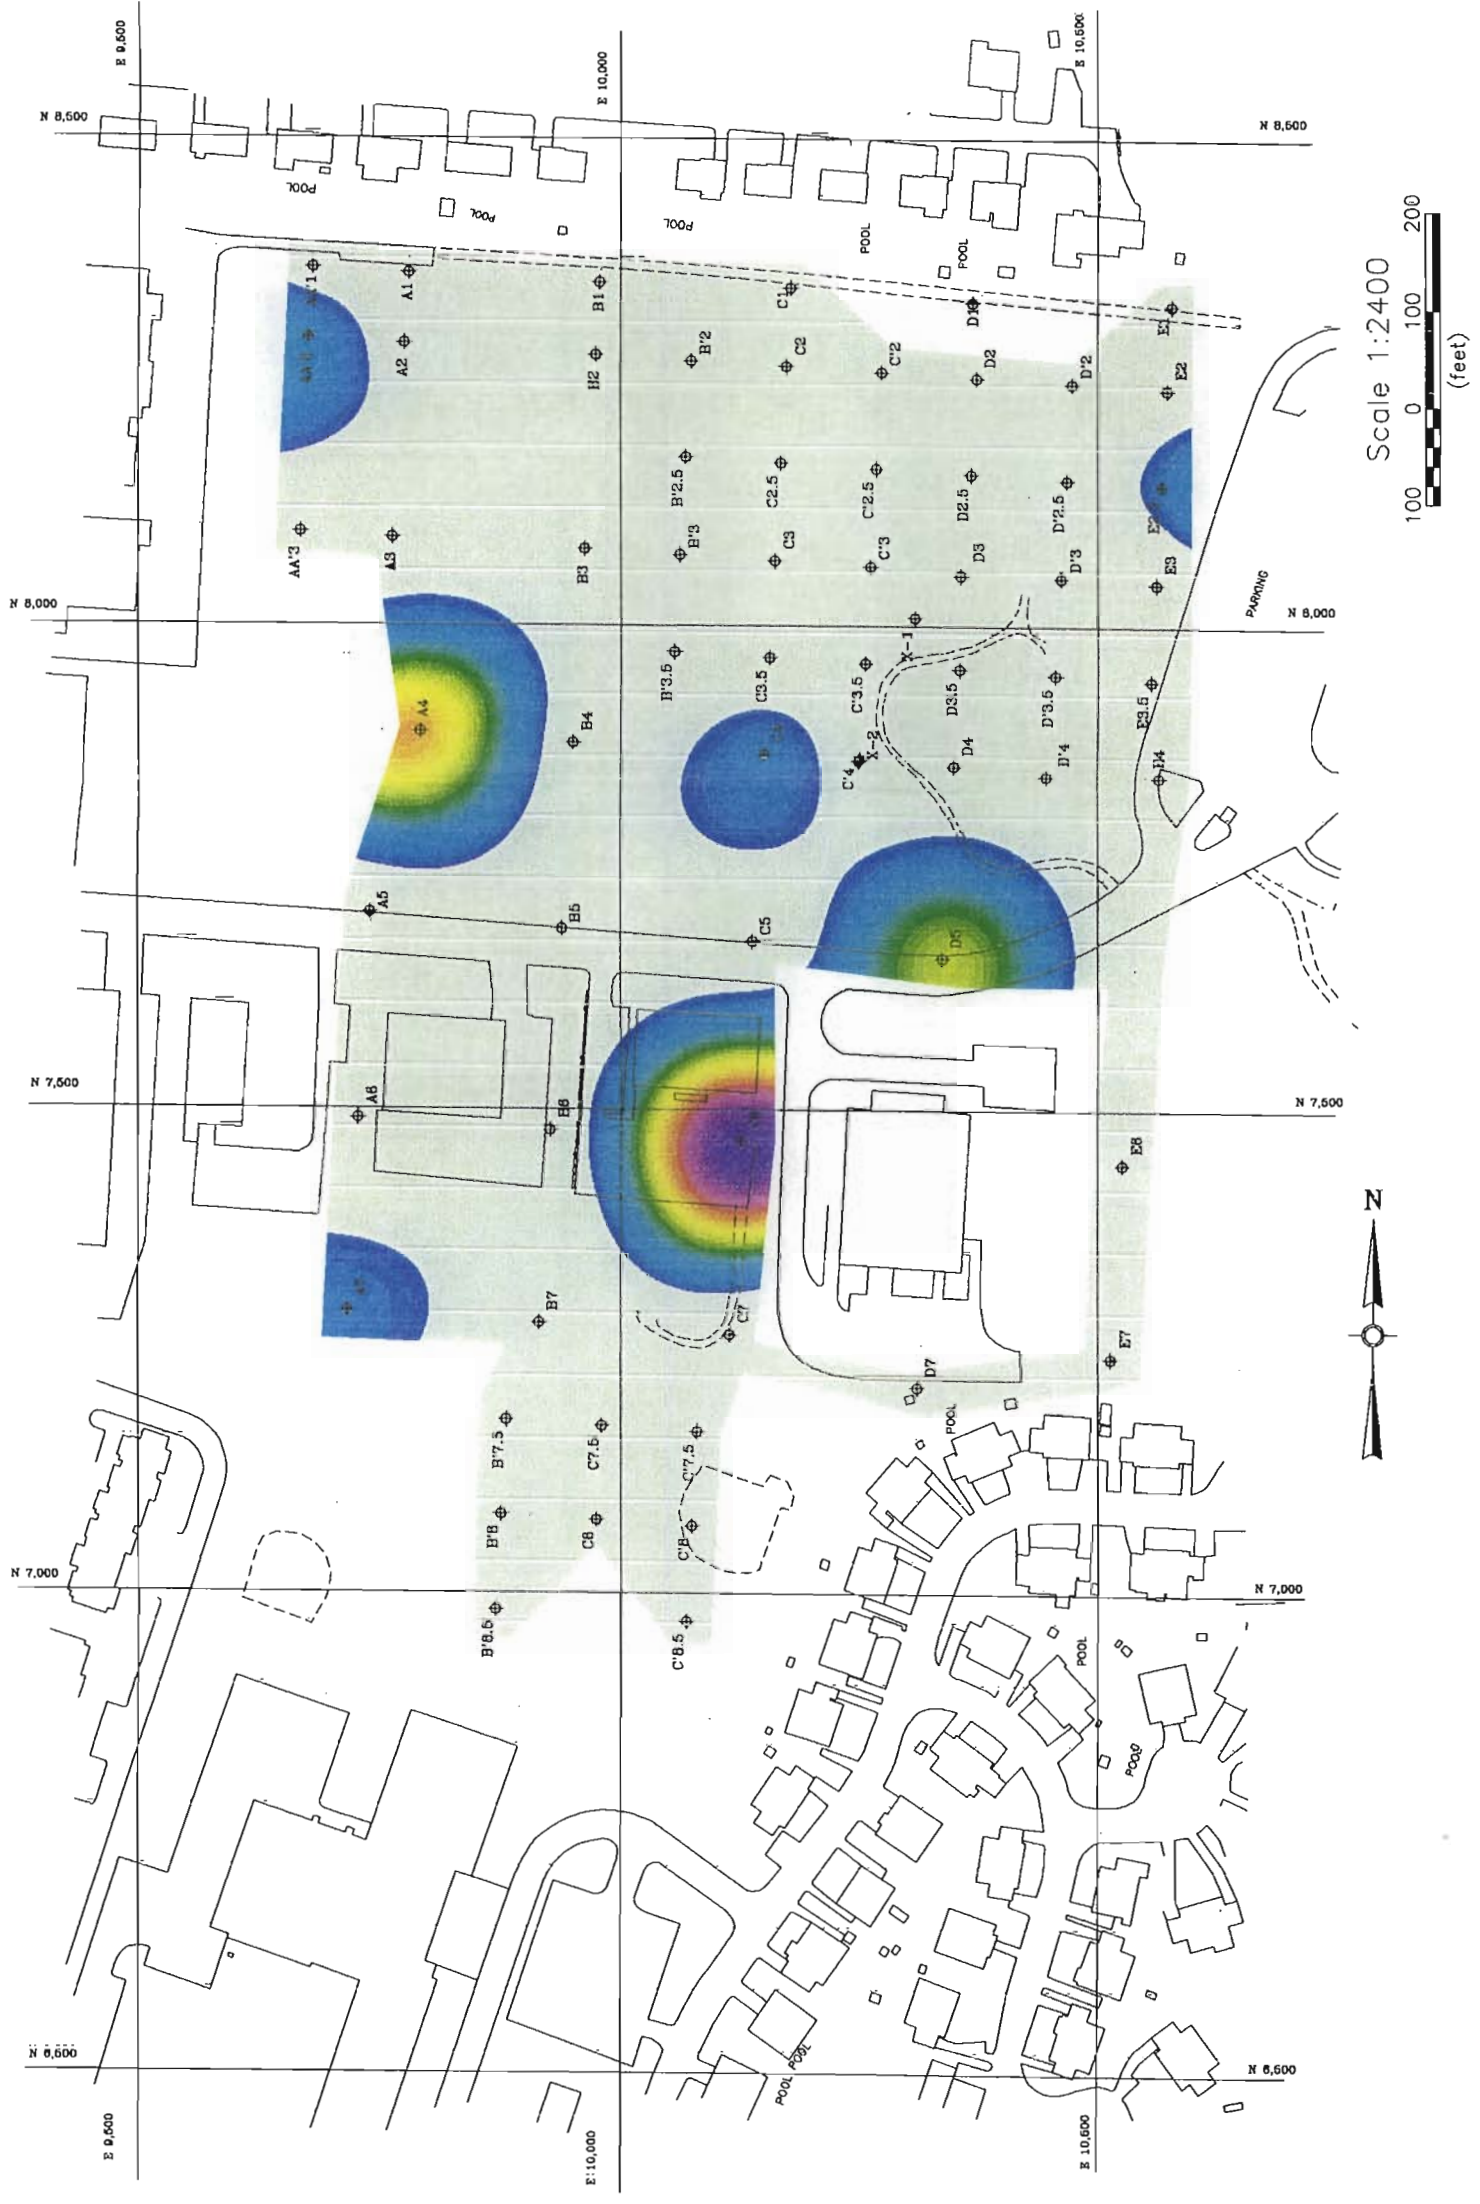 E 9,500
E 10,000
E 10,500
N 8,500
N 8,500
POOL
POOL
POOL
POOL
POOL
A1
B1
C1
D1
E1
A2
B2
B'2
C2
C'2
D2
D'2
E2
B'2.5
C2.5
C'2.5
D2.5
D'2.5
AA'3
A3
B3
B'3
C3
C'3
D3
D'3
E3
Scale 1:2400
100 0 100 200
(feet)
N 8,000
N 8,000
PARKING
X-1
B'3.5
C3.5
C'3.5
D3.5
D'3.5
E3.5
A4
B4
C'4
X-2
D4
D'4
E4
A5
B5
C5
D5
N 7,500
N 7,500
A6
B6
E6
N
B7
C7
D7
E7
POOL
B'7.5
C7.5
C'7.5
B'8
C8
C'8
N 7,000
N 7,000
B'8.5
C'8.5
POOL
POOL
POOL
POOL
N 6,500
N 6,500
E 9,500
E 10,000
E 10,500